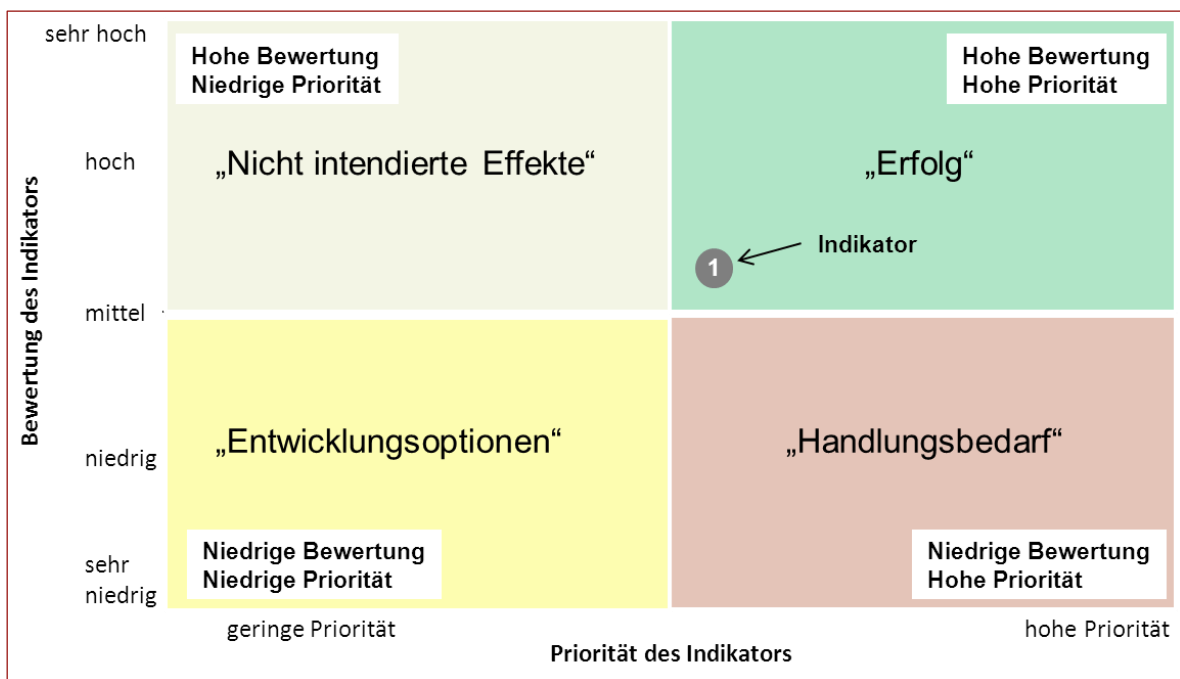 sehr hoch
Hohe Bewertung
Niedrige Priorität
Hohe Bewertung
Hohe Priorität
hoch
„Nicht intendierte Effekte“
„Erfolg“
Indikator
1
mittel
Bewertung des Indikators
„Entwicklungsoptionen“
„Handlungsbedarf“
niedrig
Niedrige Bewertung
Niedrige Priorität
Niedrige Bewertung
Hohe Priorität
sehr
niedrig
geringe Priorität
hohe Priorität
Priorität des Indikators